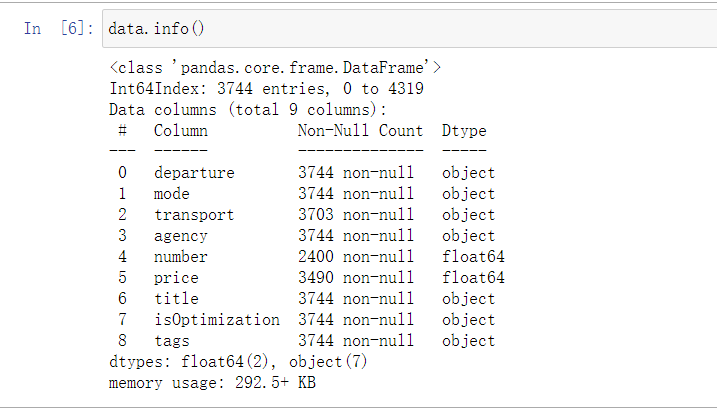 In [6]: data.info()
<class 'pandas.core.frame.DataFrame'>
Int64Index: 3744 entries, 0 to 4319
Data columns (total 9 columns):
 #   Column          Non-Null Count  Dtype
---  ------          --------------  -----
 0   departure       3744 non-null   object
 1   mode            3744 non-null   object
 2   transport       3703 non-null   object
 3   agency          3744 non-null   object
 4   number          2400 non-null   float64
 5   price           3490 non-null   float64
 6   title           3744 non-null   object
 7   isOptimization  3744 non-null   object
 8   tags            3744 non-null   object
dtypes: float64(2), object(7)
memory usage: 292.5+ KB